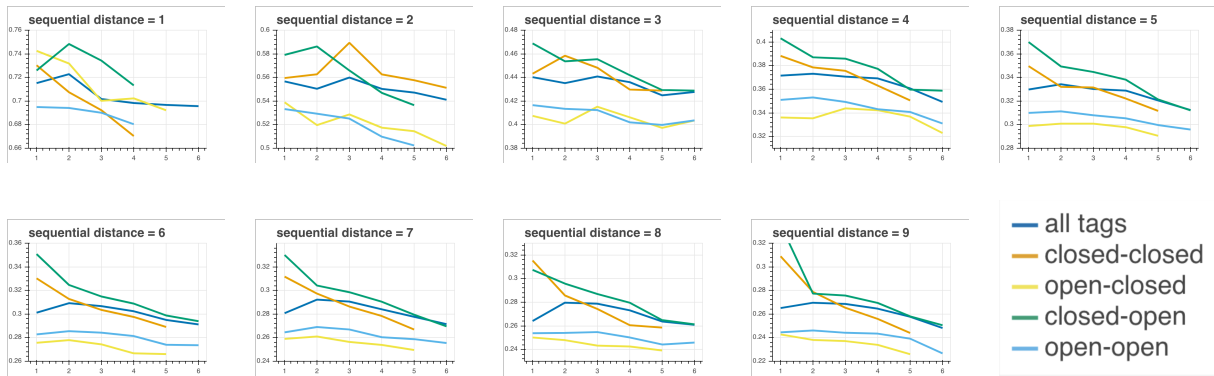 sequential distance = 1
0.76
0.74
0.72
0.7
0.68
0.66
1 2 3 4 5 6
sequential distance = 2
0.6
0.58
0.56
0.54
0.52
0.5
1 2 3 4 5 6
sequential distance = 3
0.48
0.46
0.44
0.42
0.4
0.38
1 2 3 4 5 6
sequential distance = 4
0.4
0.38
0.36
0.34
0.32
1 2 3 4 5 6
sequential distance = 5
0.38
0.36
0.34
0.32
0.3
0.28
1 2 3 4 5 6
sequential distance = 6
0.36
0.34
0.32
0.3
0.28
0.26
1 2 3 4 5 6
sequential distance = 7
0.34
0.32
0.3
0.28
0.26
0.24
1 2 3 4 5 6
sequential distance = 8
0.32
0.3
0.28
0.26
0.24
1 2 3 4 5 6
sequential distance = 9
0.32
0.3
0.28
0.26
0.24
0.22
1 2 3 4 5 6
all tags
closed-closed
open-closed
closed-open
open-open